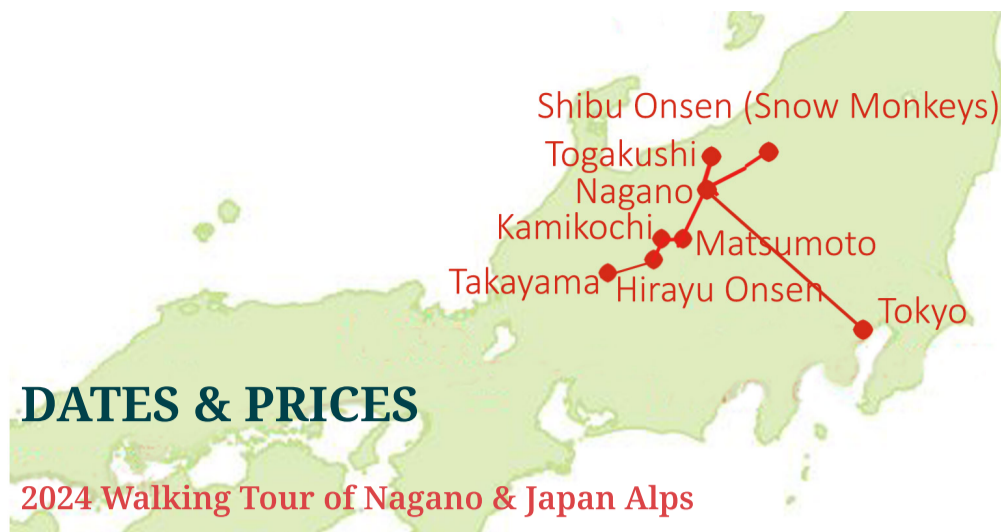 Shibu Onsen (Snow Monkeys)
Togakushi
Nagano
Kamikochi
Matsumoto
Takayama
Hirayu Onsen
Tokyo
DATES & PRICES
2024 Walking Tour of Nagano & Japan Alps